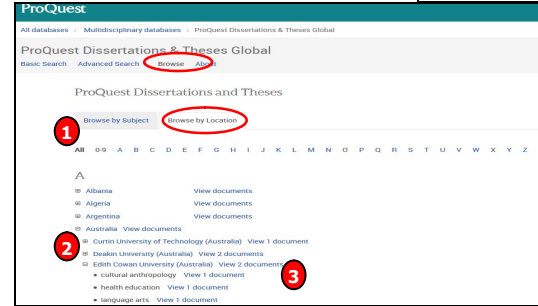 ProQuest
All databases > Multidisciplinary databases > ProQuest Dissertations & Theses Global
ProQuest Dissertations & Theses Global
Basic Search Advanced Search Browse About
ProQuest Dissertations and Theses
Browse by Subject Browse by Location
1
All 0-9 A B C D E F G H I J K L M N O P Q R S T U V W X Y Z
A
Albania View documents
Algeria View documents
Argentina View documents
Australia View documents
Curtin University of Technology (Australia) View 1 document
2
Deakin University (Australia) View 2 documents
Edith Cowan University (Australia) View 2 documents
• cultural anthropology View 1 document
3
• health education View 1 document
• language arts View 1 document